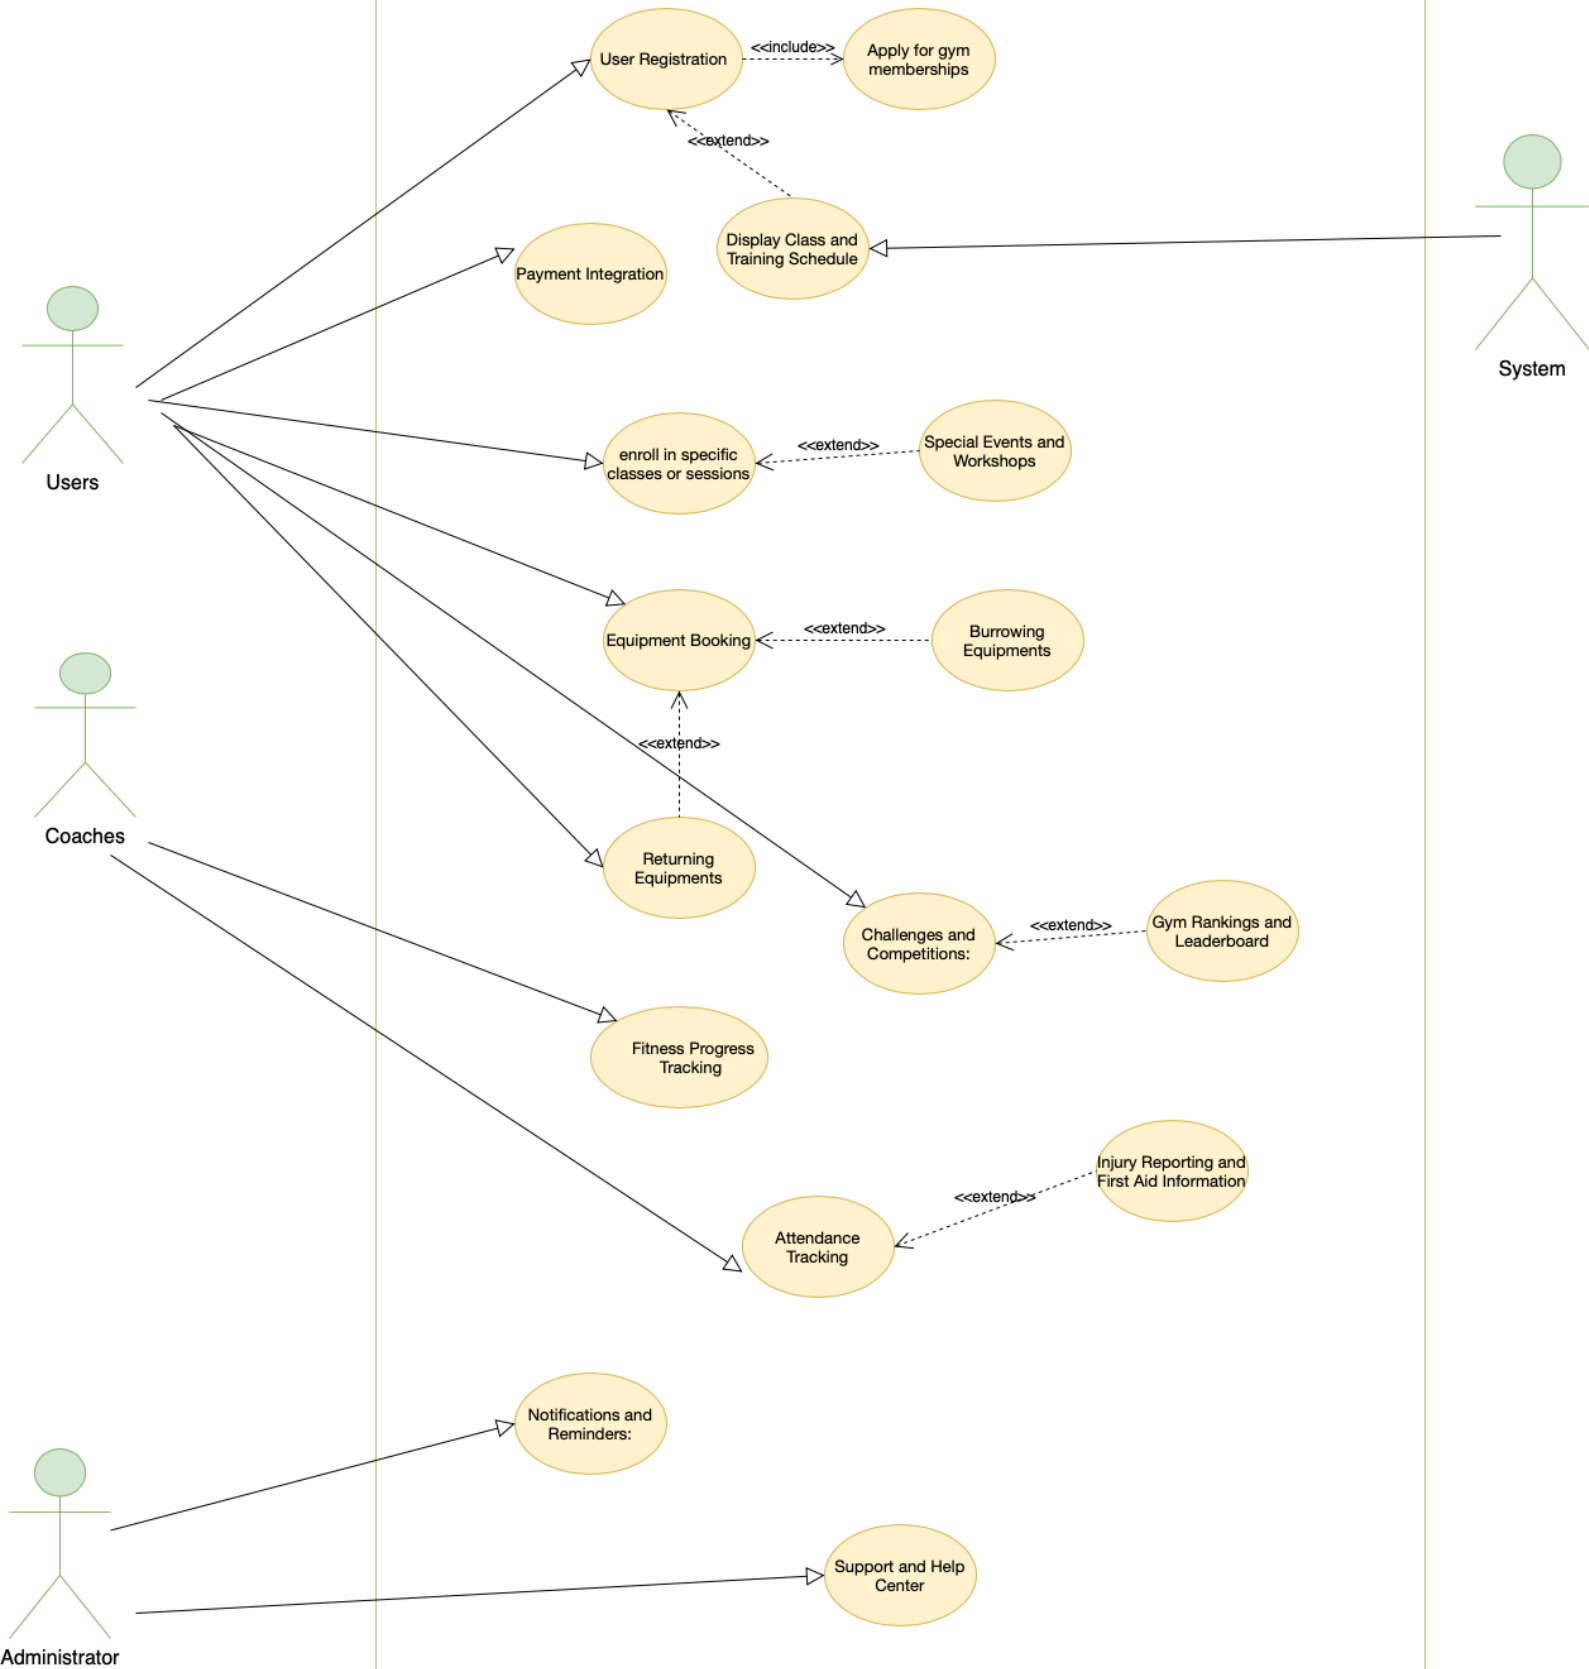 User Registration
<<include>>
Apply for gym
memberships
<<extend>>
Display Class and
Training Schedule
Payment Integration
System
Users
enroll in specific
classes or sessions
<<extend>>
Special Events and
Workshops
Equipment Booking
<<extend>>
Burrowing
Equipments
<<extend>>
Coaches
Returning
Equipments
Challenges and
Competitions:
<<extend>>
Gym Rankings and
Leaderboard
Fitness Progress
Tracking
Injury Reporting and
First Aid Information
<<extend>>
Attendance
Tracking
Notifications and
Reminders:
Support and Help
Center
Administrator